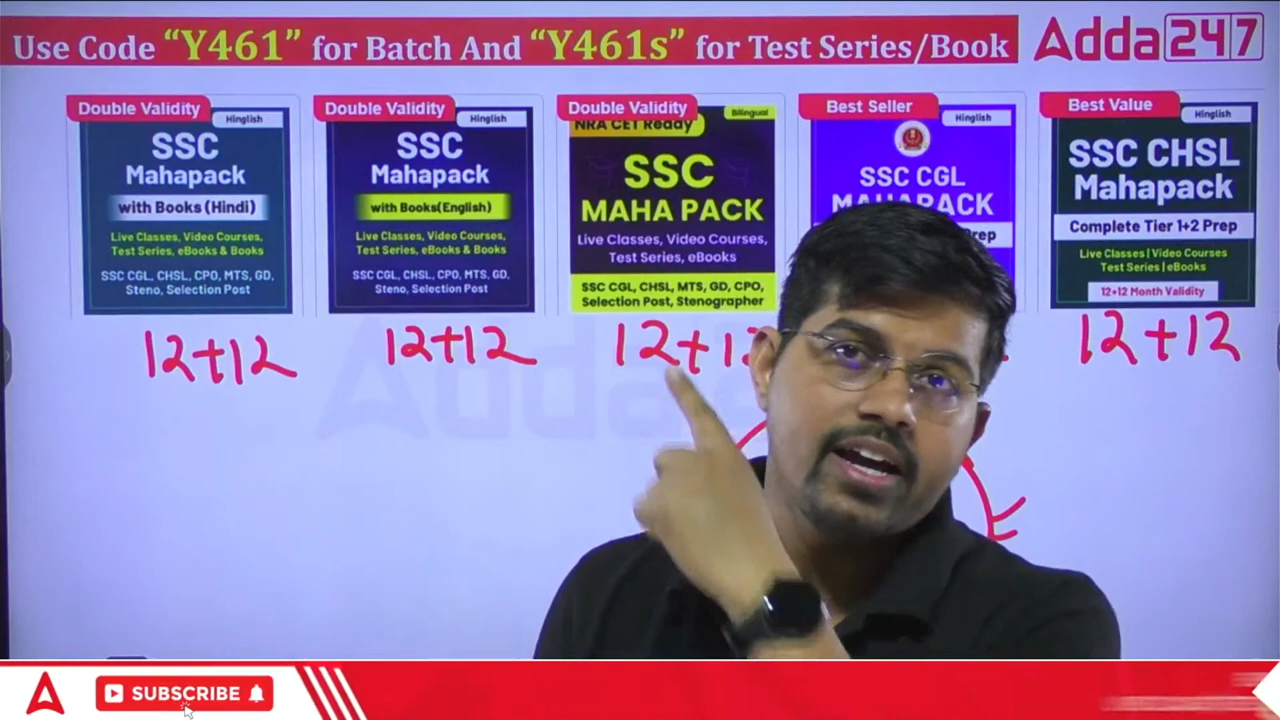 Use Code “Y461” for Batch And “Y461s” for Test Series/Book
Adda247
Double Validity
Hinglish
SSC
Mahapack
with Books (Hindi)
Live Classes, Video Courses,
Test Series, eBooks & Books
SSC CGL, CHSL, CPO, MTS, GD,
Steno, Selection Post
12+12
Double Validity
Hinglish
SSC
Mahapack
with Books(English)
Live Classes, Video Courses,
Test Series, eBooks & Books
SSC CGL, CHSL, CPO, MTS, GD,
Steno, Selection Post
12+12
Double Validity
Bilingual
NRA CET Ready
SSC
MAHA PACK
Live Classes, Video Courses,
Test Series, eBooks
SSC CGL, CHSL, MTS, GD, CPO,
Selection Post, Stenographer
12+12
Best Seller
Hinglish
SSC CGL
MAHAPACK
Prep
Best Value
Hinglish
SSC CHSL
Mahapack
Complete Tier 1+2 Prep
Live Classes | Video Courses
Test Series | eBooks
12+12 Month Validity
12+12
Adda
SUBSCRIBE